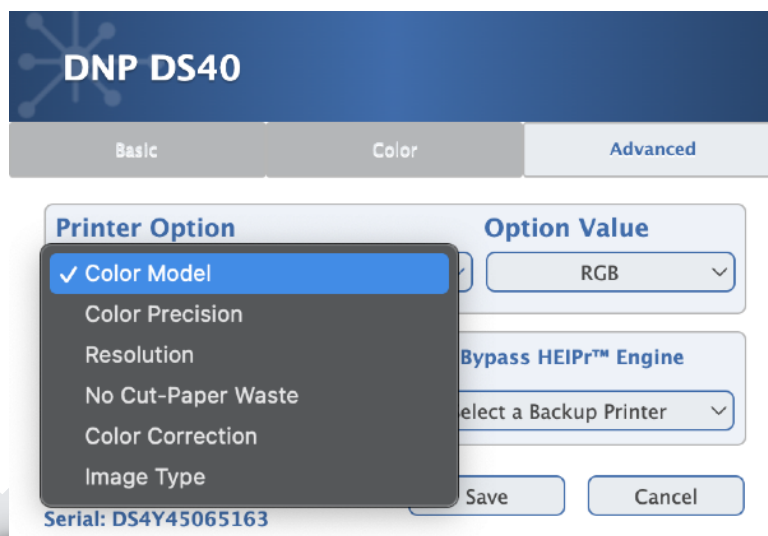 DNP DS40
Basic Color Advanced
Printer Option Option Value
✓ Color Model RGB
Color Precision
Resolution
Bypass HEIPr™ Engine
No Cut-Paper Waste
elect a Backup Printer
Color Correction
Image Type
Save Cancel
Serial: DS4Y45065163